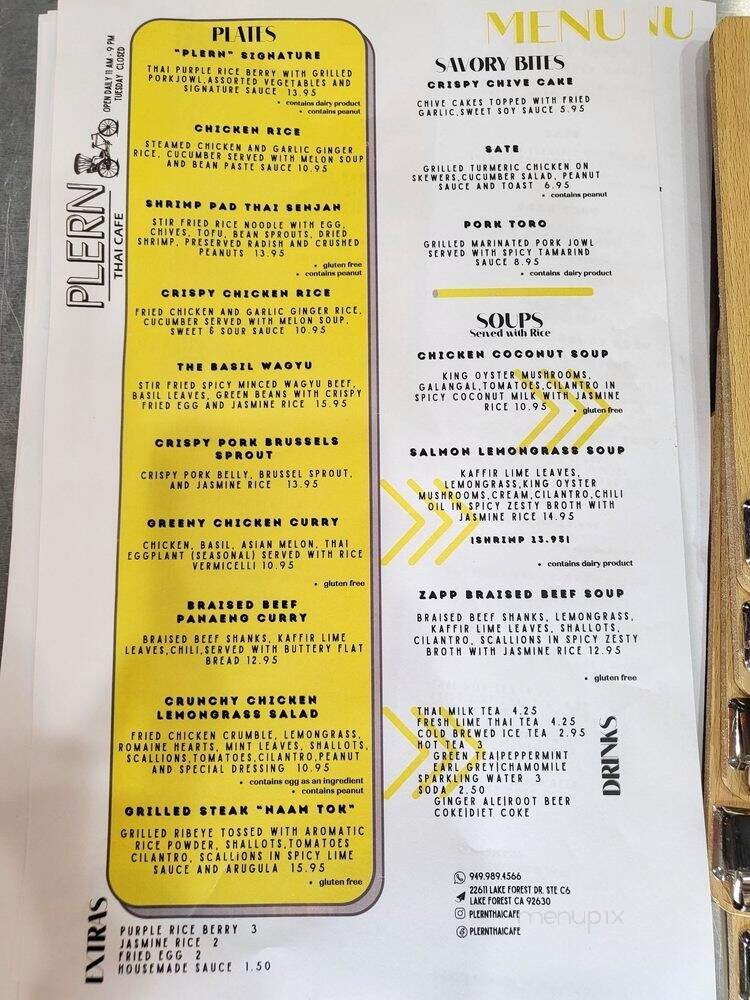 MENU NU
OPEN DAILY 11 AM - 9 PM
TUESDAY CLOSED
PLERN
THAI CAFE
PLATES
"PLERN" SIGNATURE
THAI PURPLE RICE BERRY WITH GRILLED
PORKJOWL,ASSORTED VEGETABLES AND
SIGNATURE SAUCE 13.95
• contains dairy product
• contains peanut
CHICKEN RICE
STEAMED CHICKEN AND GARLIC GINGER
RICE, CUCUMBER SERVED WITH MELON SOUP
AND BEAN PASTE SAUCE 10.95
SHRIMP PAD THAI SENJAN
STIR FRIED RICE NOODLE WITH EGG,
CHIVES, TOFU, BEAN SPROUTS, DRIED
SHRIMP, PRESERVED RADISH AND CRUSHED
PEANUTS 13.95
• gluten free
• contains peanut
CRISPY CHICKEN RICE
FRIED CHICKEN AND GARLIC GINGER RICE,
CUCUMBER SERVED WITH MELON SOUP,
SWEET & SOUR SAUCE 10.95
THE BASIL WAGYU
STIR FRIED SPICY MINCED WAGYU BEEF,
BASIL LEAVES, GREEN BEANS WITH CRISPY
FRIED EGG AND JASMINE RICE 15.95
CRISPY PORK BRUSSELS
SPROUT
CRISPY PORK BELLY, BRUSSEL SPROUT,
AND JASMINE RICE 13.95
GREENY CHICKEN CURRY
CHICKEN, BASIL, ASIAN MELON, THAI
EGGPLANT (SEASONAL) SERVED WITH RICE
VERMICELLI 10.95
• gluten free
BRAISED BEEF
PANAENG CURRY
BRAISED BEEF SHANKS, KAFFIR LIME
LEAVES,CHILI,SERVED WITH BUTTERY FLAT
BREAD 12.95
CRUNCHY CHICKEN
LEMONGRASS SALAD
FRIED CHICKEN CRUMBLE, LEMONGRASS,
ROMAINE HEARTS, MINT LEAVES, SHALLOTS,
SCALLIONS,TOMATOES,CILANTRO,PEANUT
AND SPECIAL DRESSING 10.95
• contains egg as an ingredient
• contains peanut
GRILLED STEAK "NAAM TOK"
GRILLED RIBEYE TOSSED WITH AROMATIC
RICE POWDER, SHALLOTS,TOMATOES
CILANTRO, SCALLIONS IN SPICY LIME
SAUCE AND ARUGULA 15.95
• gluten free
EXTRAS
PURPLE RICE BERRY 3
JASMINE RICE 2
FRIED EGG 2
HOUSEMADE SAUCE 1.50
SAVORY BITES
CRISPY CHIVE CAKE
CHIVE CAKES TOPPED WITH FRIED
GARLIC,SWEET SOY SAUCE 5.95
SATE
GRILLED TURMERIC CHICKEN ON
SKEWERS,CUCUMBER SALAD, PEANUT
SAUCE AND TOAST 6.95
• contains peanut
PORK TORO
GRILLED MARINATED PORK JOWL
SERVED WITH SPICY TAMARIND
SAUCE 8.95
• contains dairy product
SOUPS
Served with Rice
CHICKEN COCONUT SOUP
KING OYSTER MUSHROOMS,
GALANGAL,TOMATOES,CILANTRO IN
SPICY COCONUT MILK WITH JASMINE
RICE 10.95
• gluten free
SALMON LEMONGRASS SOUP
KAFFIR LIME LEAVES,
LEMONGRASS,KING OYSTER
MUSHROOMS,CREAM,CILANTRO,CHILI
OIL IN SPICY ZESTY BROTH WITH
JASMINE RICE 14.95
|SHRIMP 13.95|
• contains dairy product
ZAPP BRAISED BEEF SOUP
BRAISED BEEF SHANKS, LEMONGRASS,
KAFFIR LIME LEAVES, SHALLOTS,
CILANTRO, SCALLIONS IN SPICY ZESTY
BROTH WITH JASMINE RICE 12.95
• gluten free
DRINKS
THAI MILK TEA 4.25
FRESH LIME THAI TEA 4.25
COLD BREWED ICE TEA 2.95
HOT TEA 3
GREEN TEA|PEPPERMINT
EARL GREY|CHAMOMILE
SPARKLING WATER 3
SODA 2.50
GINGER ALE|ROOT BEER
COKE|DIET COKE
949.989.4566
22611 LAKE FOREST DR. STE C6
LAKE FOREST CA 92630
PLERNTHAICAFE
PLERNTHAICAFE
menupix